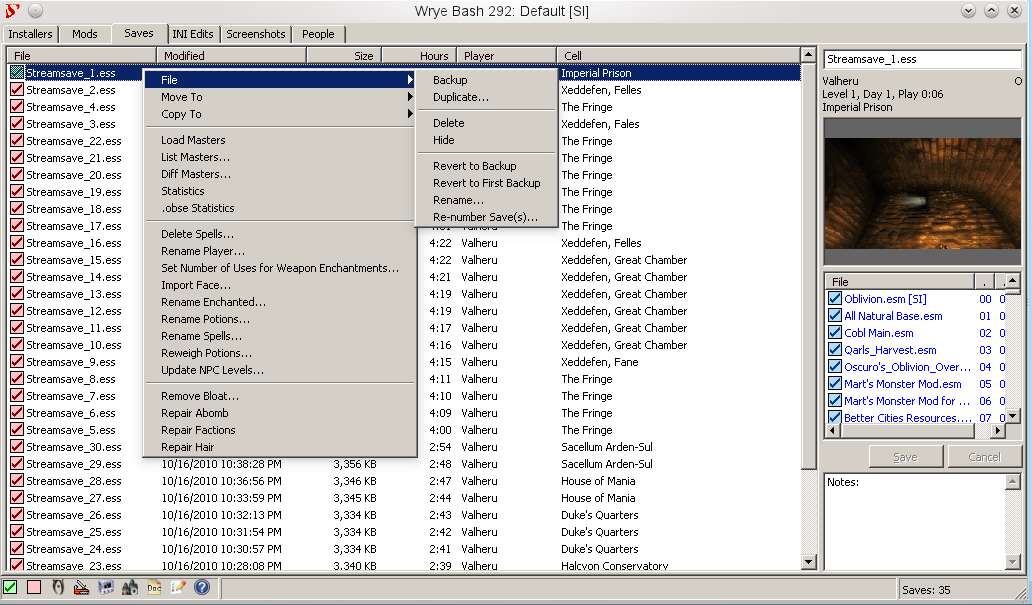 Wrye Bash 292: Default [SI]
Installers Mods Saves INI Edits Screenshots People
File Modified Size Hours Player Cell
Streamsave_1.ess Imperial Prison
Streamsave_2.ess Xeddefen, Felles
Streamsave_4.ess The Fringe
Streamsave_3.ess Xeddefen, Fales
Streamsave_22.ess The Fringe
Streamsave_21.ess The Fringe
Streamsave_20.ess The Fringe
Streamsave_19.ess The Fringe
Streamsave_18.ess The Fringe
Streamsave_17.ess Valheru The Fringe
Streamsave_16.ess 4:22 Valheru Xeddefen, Felles
Streamsave_15.ess 4:22 Valheru Xeddefen, Great Chamber
Streamsave_14.ess 4:21 Valheru Xeddefen, Great Chamber
Streamsave_13.ess 4:19 Valheru Xeddefen, Great Chamber
Streamsave_12.ess 4:19 Valheru Xeddefen, Great Chamber
Streamsave_11.ess 4:17 Valheru Xeddefen, Great Chamber
Streamsave_10.ess 4:16 Valheru Xeddefen, Great Chamber
Streamsave_9.ess 4:15 Valheru Xeddefen, Fane
Streamsave_8.ess 4:11 Valheru The Fringe
Streamsave_7.ess 4:10 Valheru The Fringe
Streamsave_6.ess 4:09 Valheru The Fringe
Streamsave_5.ess 4:00 Valheru The Fringe
Streamsave_30.ess 2:54 Valheru Sacellum Arden-Sul
Streamsave_29.ess 10/16/2010 10:38:28 PM 3,356 KB 2:48 Valheru Sacellum Arden-Sul
Streamsave_28.ess 10/16/2010 10:36:56 PM 3,346 KB 2:47 Valheru House of Mania
Streamsave_27.ess 10/16/2010 10:33:59 PM 3,345 KB 2:44 Valheru House of Mania
Streamsave_26.ess 10/16/2010 10:32:13 PM 3,334 KB 2:43 Valheru Duke's Quarters
Streamsave_25.ess 10/16/2010 10:31:54 PM 3,334 KB 2:42 Valheru Duke's Quarters
Streamsave_24.ess 10/16/2010 10:30:57 PM 3,334 KB 2:41 Valheru Duke's Quarters
Streamsave_23.ess 10/16/2010 10:28:08 PM 3,340 KB 2:39 Valheru Halcyon Conservatory
File
Move To
Copy To
Load Masters
List Masters...
Diff Masters...
Statistics
.obse Statistics
Delete Spells...
Rename Player...
Set Number of Uses for Weapon Enchantments...
Import Face...
Rename Enchanted...
Rename Potions...
Rename Spells...
Reweigh Potions...
Update NPC Levels...
Remove Bloat...
Repair Abomb
Repair Factions
Repair Hair
Backup
Duplicate...
Delete
Hide
Revert to Backup
Revert to First Backup
Rename...
Re-number Save(s)...
Streamsave_1.ess
Valheru O
Level 1, Day 1, Play 0:06
Imperial Prison
File . .
Oblivion.esm [SI] 00 0
All Natural Base.esm 01 0
Cobl Main.esm 02 0
Qarls_Harvest.esm 03 0
Oscuro's_Oblivion_Over... 04 0
Mart's Monster Mod.esm 05 0
Mart's Monster Mod for ... 06 0
Better Cities Resources.... 07 0
Save Cancel
Notes:
Doc
Saves: 35